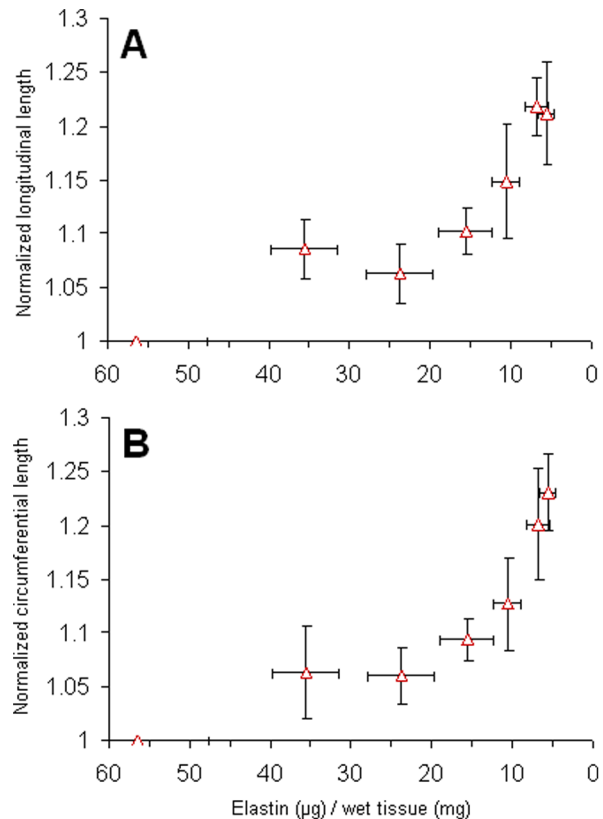 A
Normalized longitudinal length
1.3
1.25
1.2
1.15
1.1
1.05
1
60 50 40 30 20 10 0
B
Normalized circumferential length
1.3
1.25
1.2
1.15
1.1
1.05
1
60 50 40 30 20 10 0
Elastin (µg) / wet tissue (mg)